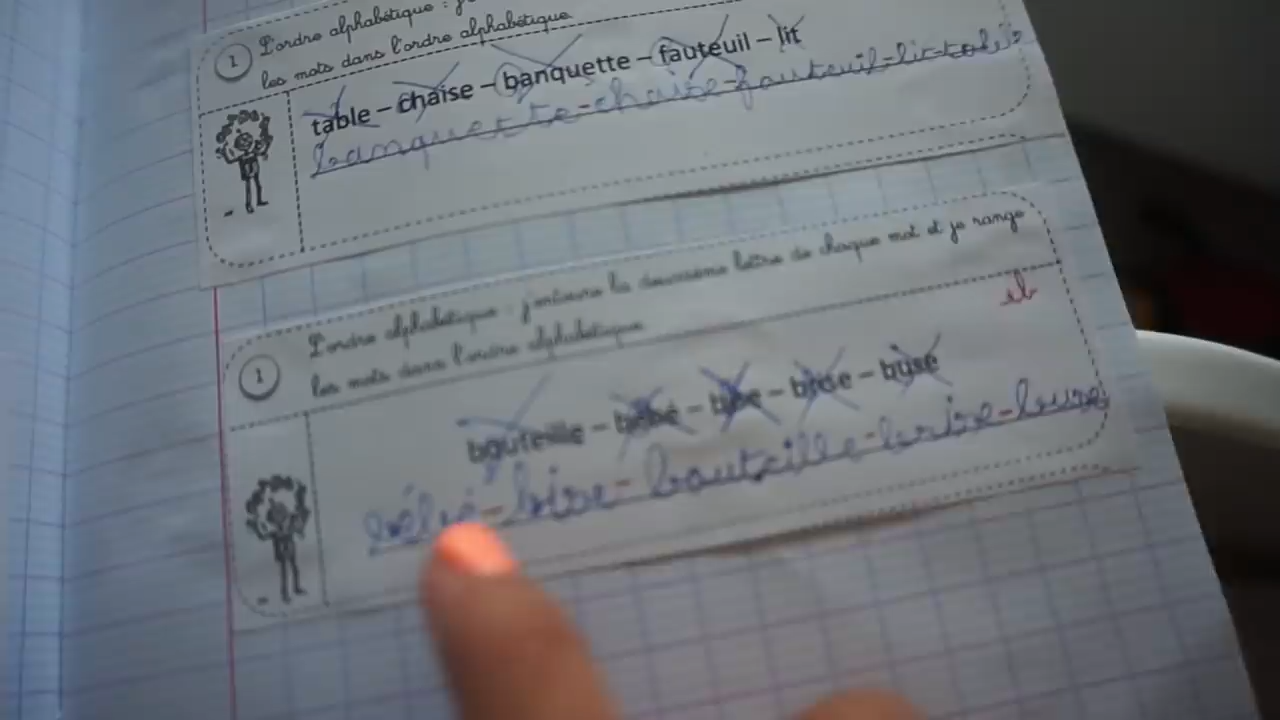 1 L'ordre alphabétique : j'
les mots dans l'ordre alphabétique.
table – chaise – banquette – fauteuil – lit
banquette - chaise - fauteuil - lit - table
1 L'ordre alphabétique : j'entoure la deuxième lettre de chaque mot et je range
les mots dans l'ordre alphabétique.
bouteille – bébé – bise – brise – buse
bébé - bise - bouteille - brise - buse